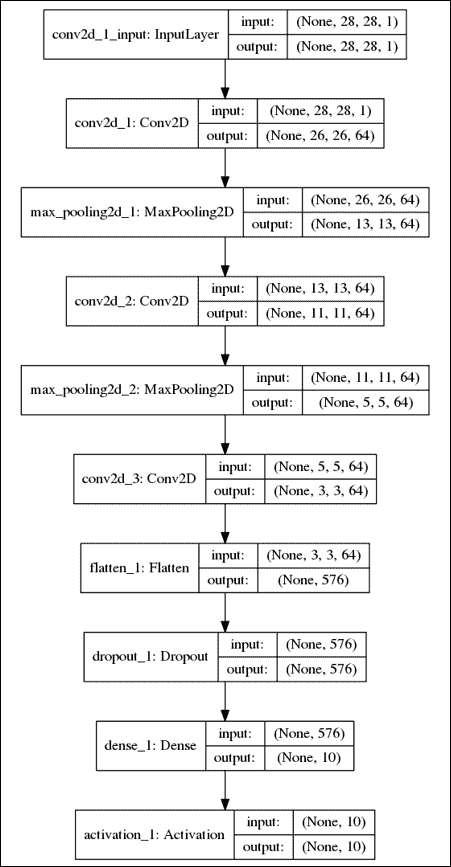 conv2d_1_input: InputLayer
input: (None, 28, 28, 1)
output: (None, 28, 28, 1)
conv2d_1: Conv2D
input: (None, 28, 28, 1)
output: (None, 26, 26, 64)
max_pooling2d_1: MaxPooling2D
input: (None, 26, 26, 64)
output: (None, 13, 13, 64)
conv2d_2: Conv2D
input: (None, 13, 13, 64)
output: (None, 11, 11, 64)
max_pooling2d_2: MaxPooling2D
input: (None, 11, 11, 64)
output: (None, 5, 5, 64)
conv2d_3: Conv2D
input: (None, 5, 5, 64)
output: (None, 3, 3, 64)
flatten_1: Flatten
input: (None, 3, 3, 64)
output: (None, 576)
dropout_1: Dropout
input: (None, 576)
output: (None, 576)
dense_1: Dense
input: (None, 576)
output: (None, 10)
activation_1: Activation
input: (None, 10)
output: (None, 10)